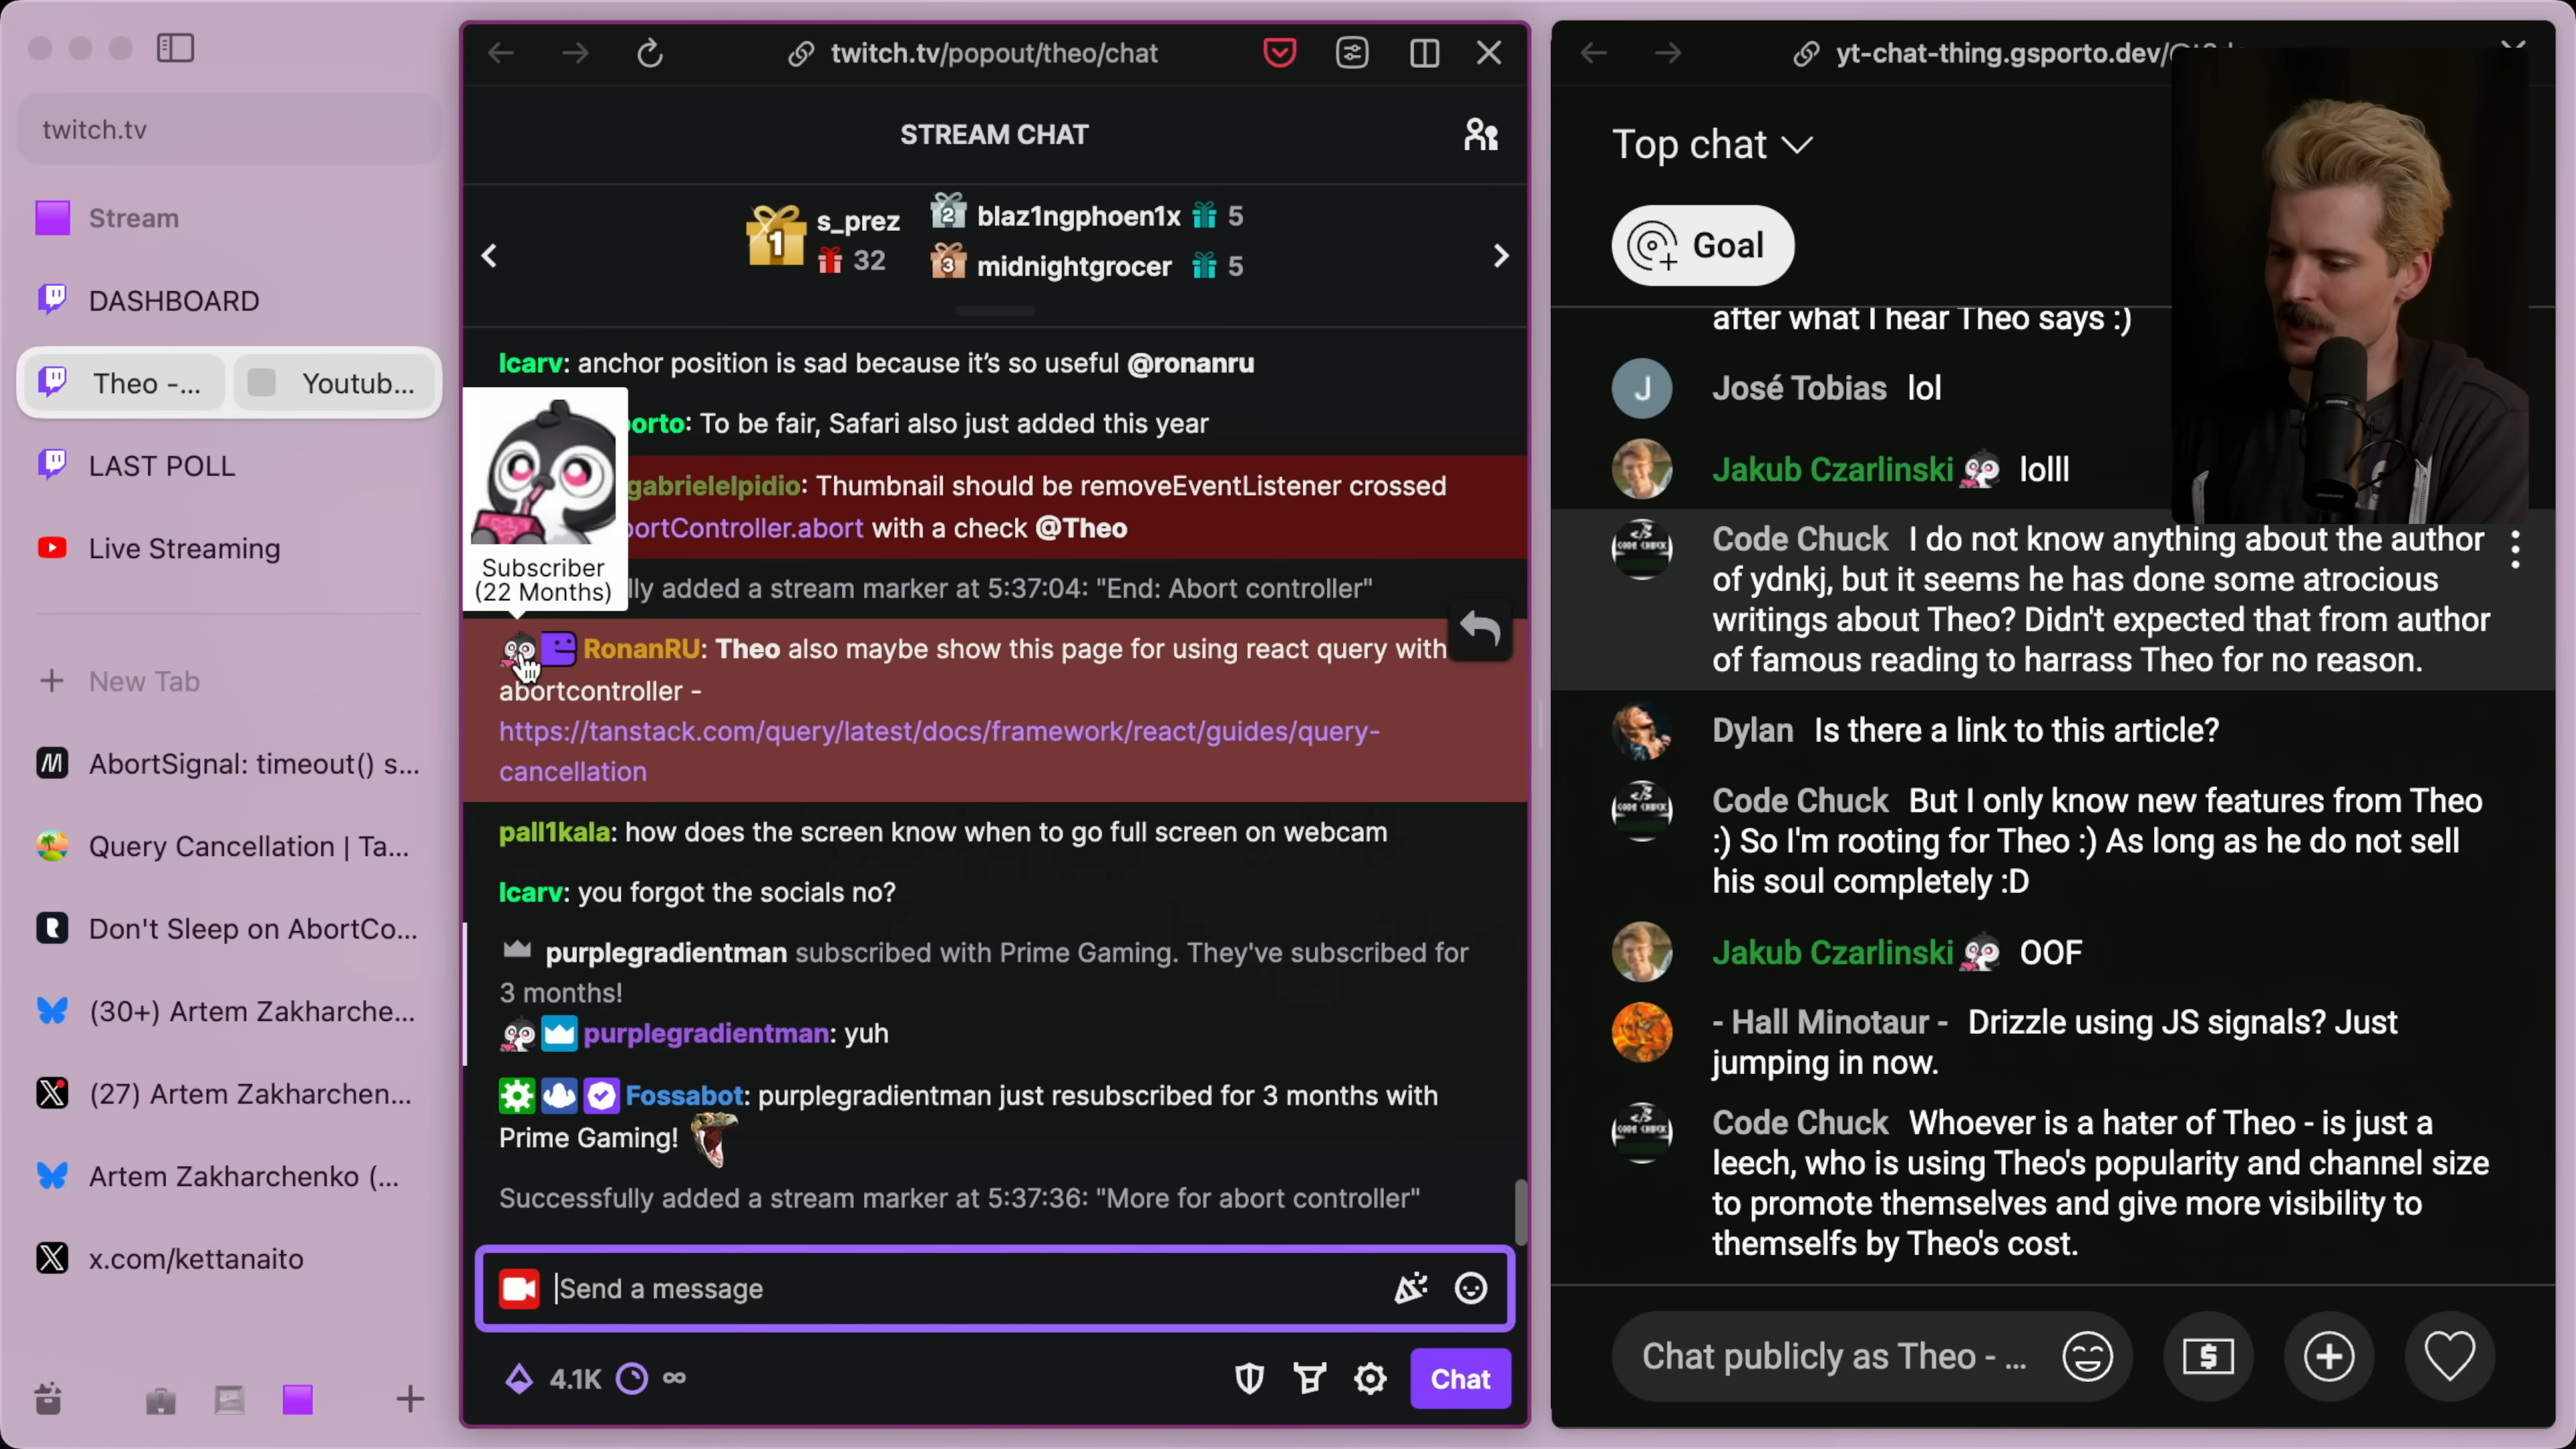 twitch.tv
Stream
DASHBOARD
Theo -...
Youtub...
LAST POLL
Live Streaming
New Tab
AbortSignal: timeout() s...
Query Cancellation | Ta...
Don't Sleep on AbortCo...
(30+) Artem Zakharche...
(27) Artem Zakharchen...
Artem Zakharchenko (...
x.com/kettanaito
twitch.tv/popout/theo/chat
STREAM CHAT
1 s_prez
32
2 blaz1ngphoen1x 5
3 midnightgrocer 5
lcarv: anchor position is sad because it's so useful @ronanru
orto: To be fair, Safari also just added this year
gabrielelpidio: Thumbnail should be removeEventListener crossed
ortController.abort with a check @Theo
Subscriber
(22 Months)
lly added a stream marker at 5:37:04: "End: Abort controller"
RonanRU: Theo also maybe show this page for using react query with
abortcontroller -
https://tanstack.com/query/latest/docs/framework/react/guides/query-
cancellation
pall1kala: how does the screen know when to go full screen on webcam
lcarv: you forgot the socials no?
purplegradientman subscribed with Prime Gaming. They've subscribed for
3 months!
purplegradientman: yuh
Fossabot: purplegradientman just resubscribed for 3 months with
Prime Gaming!
Successfully added a stream marker at 5:37:36: "More for abort controller"
Send a message
4.1K ∞
Chat
yt-chat-thing.gsporto.dev/
Top chat
Goal
after what I hear Theo says :)
J
José Tobias lol
Jakub Czarlinski lolll
Code Chuck I do not know anything about the author
of ydnkj, but it seems he has done some atrocious
writings about Theo? Didn't expected that from author
of famous reading to harrass Theo for no reason.
Dylan Is there a link to this article?
Code Chuck But I only know new features from Theo
:) So I'm rooting for Theo :) As long as he do not sell
his soul completely :D
Jakub Czarlinski OOF
- Hall Minotaur - Drizzle using JS signals? Just
jumping in now.
Code Chuck Whoever is a hater of Theo - is just a
leech, who is using Theo's popularity and channel size
to promote themselves and give more visibility to
themselfs by Theo's cost.
Chat publicly as Theo - ...